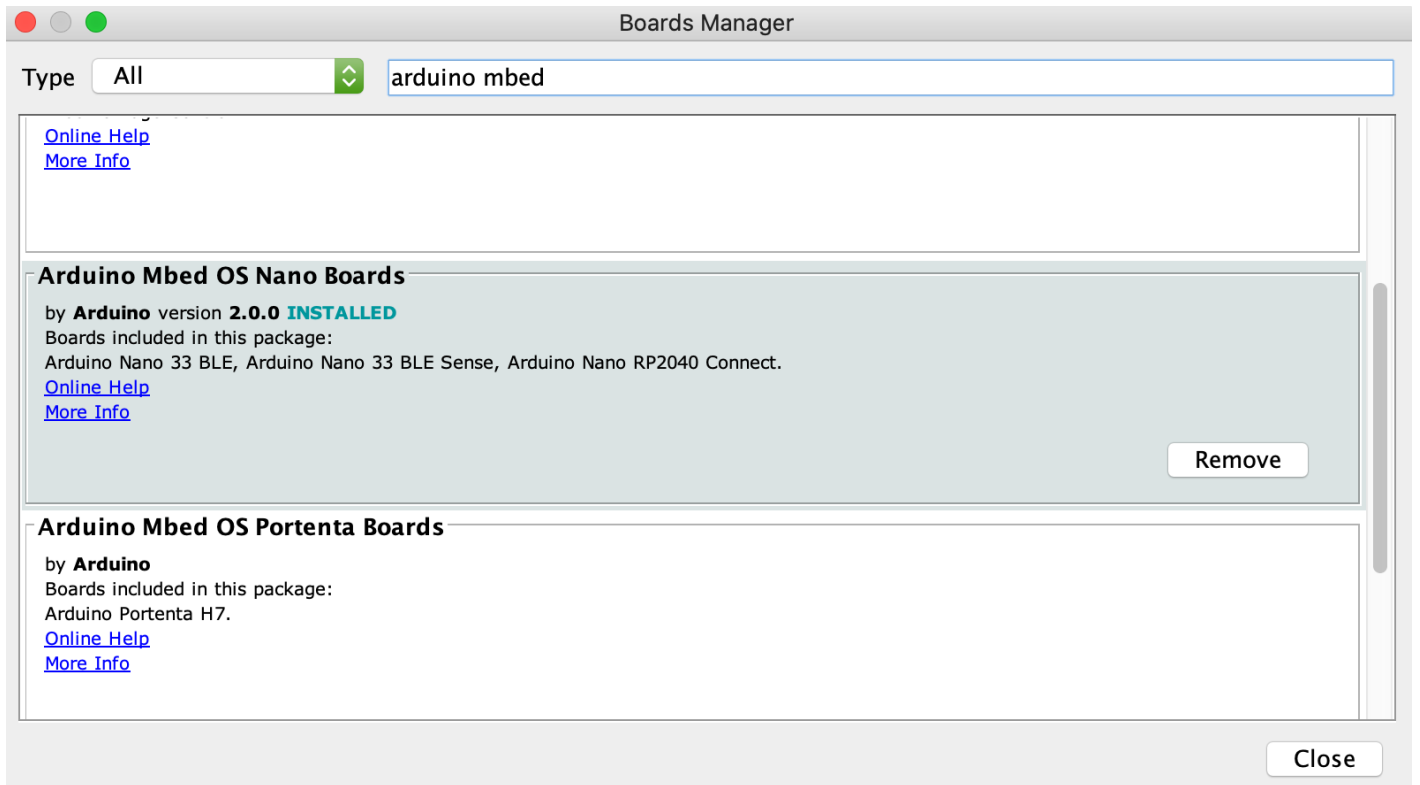 Boards Manager
Type All arduino mbed
Online Help
More Info
Arduino Mbed OS Nano Boards
by Arduino version 2.0.0 INSTALLED
Boards included in this package:
Arduino Nano 33 BLE, Arduino Nano 33 BLE Sense, Arduino Nano RP2040 Connect.
Online Help
More Info
Remove
Arduino Mbed OS Portenta Boards
by Arduino
Boards included in this package:
Arduino Portenta H7.
Online Help
More Info
Close